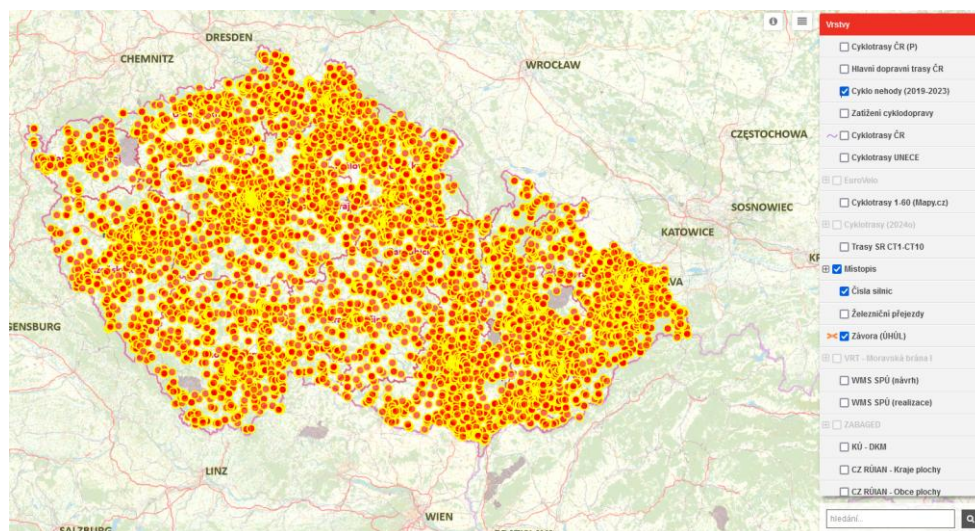 DRESDEN
CHEMNITZ
WROCŁAW
CZĘSTOCHOWA
SOSNOWIEC
KATOWICE
KR
AVA
GENSBURG
LINZ
WIEN
SALZBURG
Vrstvy
Cyklotrasy ČR (P)
Hlavní dopravní trasy ČR
Cyklo nehody (2019-2023)
Zatížení cyklodopravy
Cyklotrasy ČR
Cyklotrasy UNECE
EuroVelo
Cyklotrasy 1-60 (Mapy.cz)
Cyklotrasy (2024o)
Trasy SR CT1-CT10
Místopis
Čísla silnic
Železniční přejezdy
Závora (ÚHÚL)
VRT - Moravská brána I
WMS SPÚ (návrh)
WMS SPÚ (realizace)
ZABAGED
KÚ - DKM
CZ RÚIAN - Kraje plochy
CZ RÚIAN - Obce plochy
hledání..